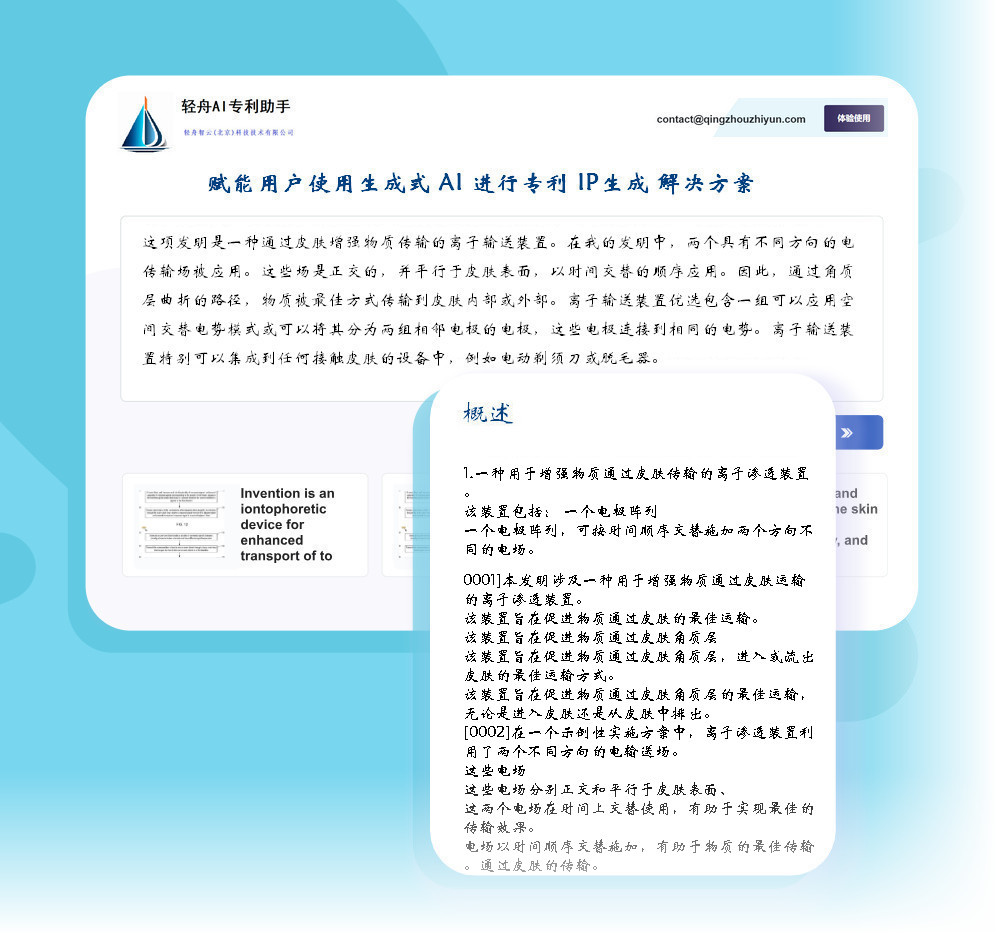 轻舟AI专利助手
轻舟智云(北京)科技技术有限公司
contact@qingzhouzhiyun.com
体验使用
赋能用户使用生成式 AI 进行专利 IP生成 解决方案
这项发明是一种通过皮肤增强物质传输的离子输送装置。在我的发明中，两个具有不同方向的电
传输场被应用。这些场是正交的，并平行于皮肤表面，以时间交替的顺序应用。因此，通过角质
层曲折的路径，物质被最佳方式传输到皮肤内部或外部。离子输送装置优选包含一组可以应用空
间交替电势模式或可以将其分为两组相邻电极的电极，这些电极连接到相同的电势。离子输送装
置特别可以集成到任何接触皮肤的设备中，例如电动剃须刀或脱毛器。
Invention is an
iontophoretic
device for
enhanced
transport of to
and
ne skin
, and
概述
1.一种用于增强物质通过皮肤传输的离子渗透装置
。
该装置包括： 一个电极阵列
一个电极阵列，可按时间顺序交替施加两个方向不
同的电场。
0001]本发明涉及一种用于增强物质通过皮肤运输
的离子渗透装置。
该装置旨在促进物质通过皮肤的最佳运输。
该装置旨在促进物质通过皮肤角质层
该装置旨在促进物质通过皮肤角质层，进入或流出
皮肤的最佳运输方式。
该装置旨在促进物质通过皮肤角质层的最佳运输，
无论是进入皮肤还是从皮肤中排出。
[0002]在一个示例性实施方案中，离子渗透装置利
用了两个不同方向的电输送场。
这些电场
这些电场分别正交和平行于皮肤表面、
这两个电场在时间上交替使用，有助于实现最佳的
传输效果。
电场以时间顺序交替施加，有助于物质的最佳传输
。通过皮肤的传输。